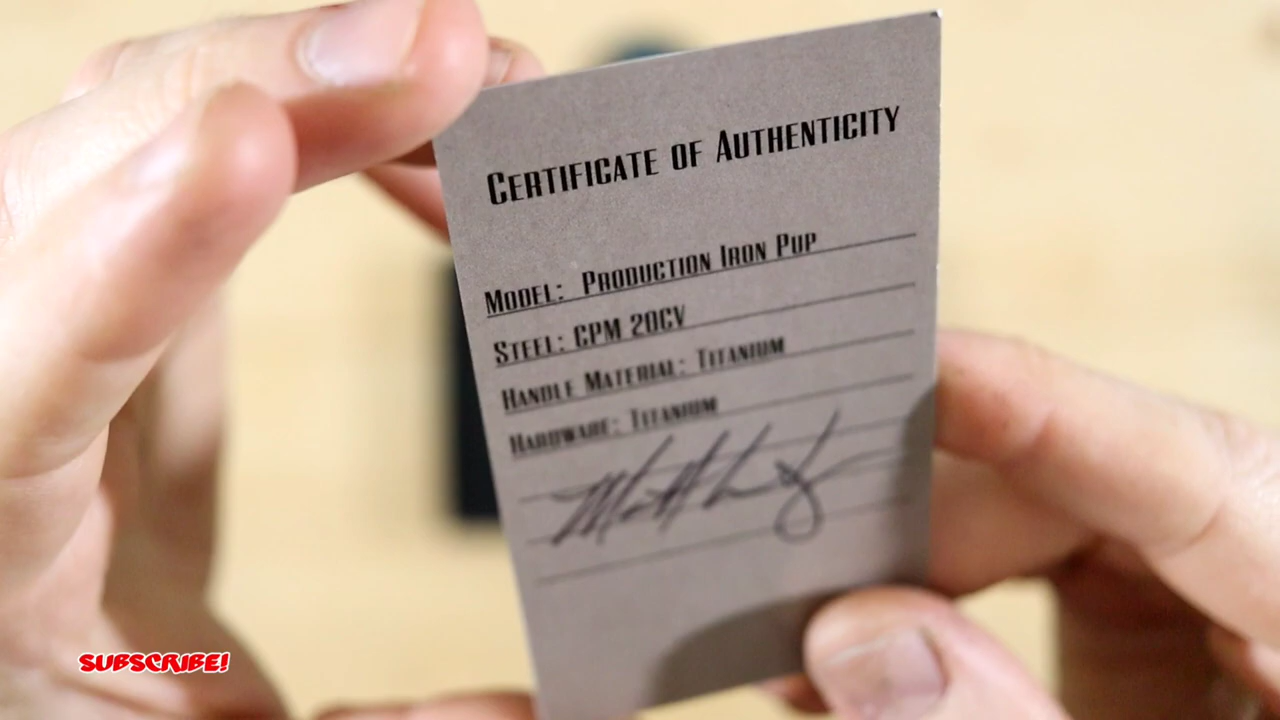 Certificate of Authenticity
Model: Production Iron Pup
Steel: CPM 20CV
Handle Material: Titanium
Hardware: Titanium
SUBSCRIBE!